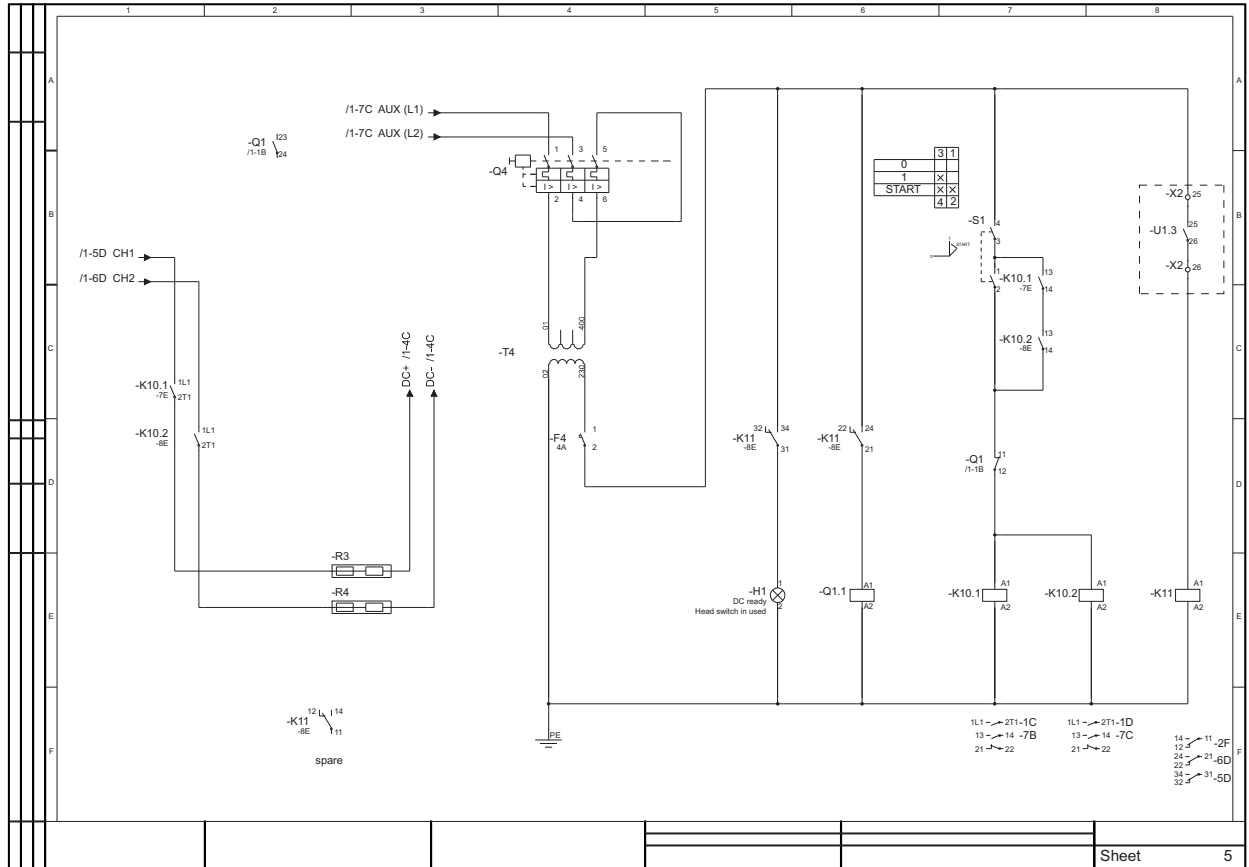 1 2 3 4 5 6 7 8
A A
/1-7C AUX (L1)
/1-7C AUX (L2)
-Q1 23
/1-1B 24
1 3 5
-Q4
I > I > I >
2 4 6
3 1
0
1 X
START X X
4 2
B B
-S1 4
3
1
START
0
1
2
-K10.1 13
-7E 14
-K10.2 13
-8E 14
-X2 25
25
-U1.3
26
-X2 26
/1-5D CH1
/1-6D CH2
C C
01 400
-T4
02 230
DC+ /1-4C
DC- /1-4C
-K10.1 1L1
-7E 2T1
-K10.2 1L1
-8E 2T1
-F4 1
4A 2
32 34
-K11
-8E 31
22 24
-K11
-8E 21
-Q1 11
/1-1B 12
D D
-R3
-R4
E E
-H1 1
DC ready
Head switch in used
2
-Q1.1 A1
A2
-K10.1 A1
A2
-K10.2 A1
A2
-K11 A1
A2
12 14
-K11
-8E 11
spare
PE
F F
1L1 2T1-1C
13 14 -7B
21 22
1L1 2T1-1D
13 14 -7C
21 22
14 11 -2F
12
24 21 -6D
22
34 31 -5D
32
Sheet 5